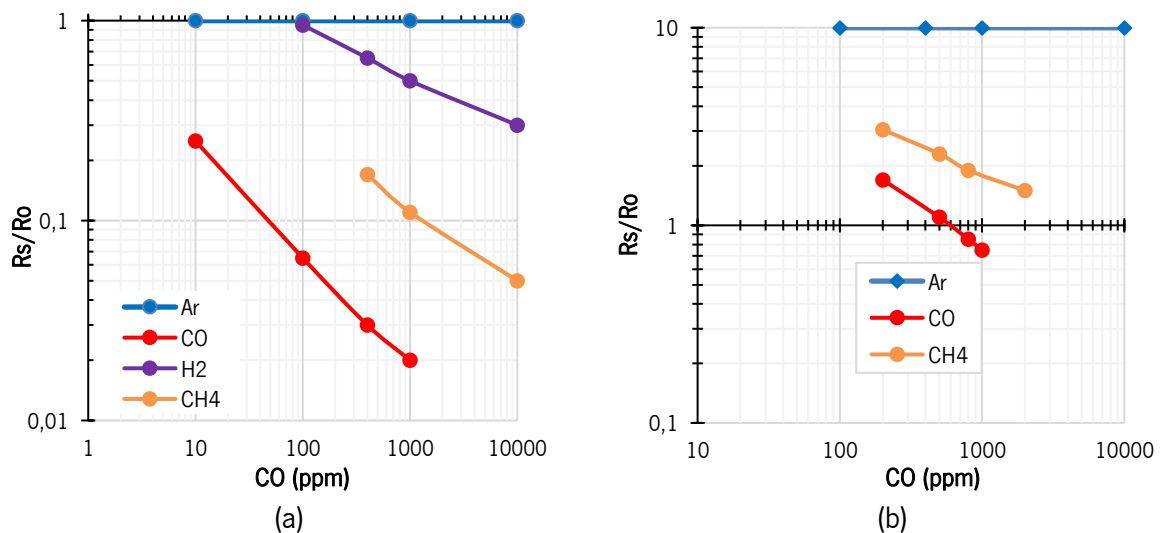 1
0,1
0,01
Rs/Ro
Ar
CO
H2
CH4
1 10 100 1000 10000
CO (ppm)
(a)
10
1
0,1
Rs/Ro
Ar
CO
CH4
10 100 1000 10000
CO (ppm)
(b)